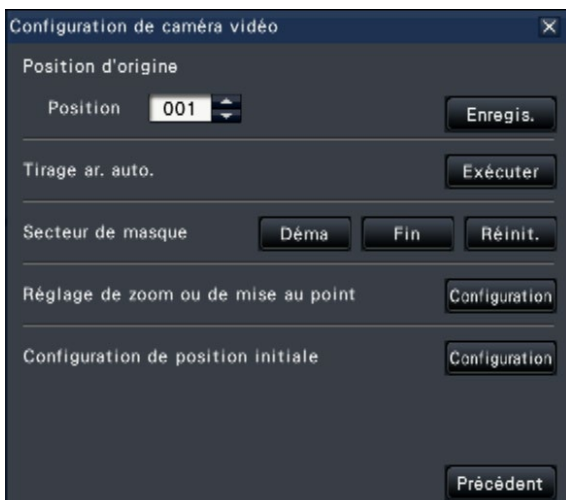 Configuration de caméra vidéo
Position d'origine
Position 001
Enregis.
Tirage ar. auto.
Exécuter
Secteur de masque
Déma
Fin
Réinit.
Réglage de zoom ou de mise au point
Configuration
Configuration de position initiale
Configuration
Précédent